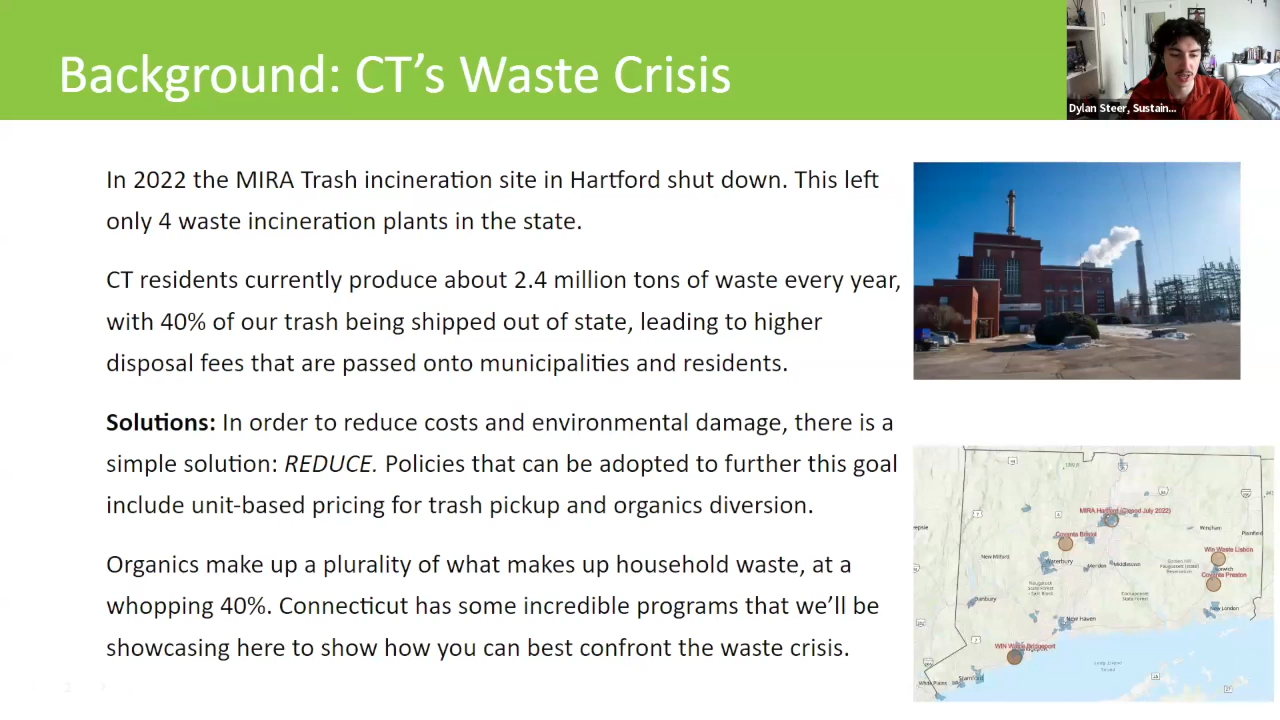 Background: CT's Waste Crisis
Dylan Steer, Sustain...
In 2022 the MIRA Trash incineration site in Hartford shut down. This left
only 4 waste incineration plants in the state.
CT residents currently produce about 2.4 million tons of waste every year,
with 40% of our trash being shipped out of state, leading to higher
disposal fees that are passed onto municipalities and residents.
Solutions: In order to reduce costs and environmental damage, there is a
simple solution: REDUCE. Policies that can be adopted to further this goal
include unit-based pricing for trash pickup and organics diversion.
Organics make up a plurality of what makes up household waste, at a
whopping 40%. Connecticut has some incredible programs that we'll be
showcasing here to show how you can best confront the waste crisis.
MIRA Hartford (Closed July 2022)
Covanta Bristol
Plainfield
New Milford
Waterbury
Meriden
Middletown
Win Waste Lisbon
Norwich
Covanta Preston
Danbury
New London
New Haven
WIN Waste Bridgeport
Long Island
Sound
Stamford
White Plains
2